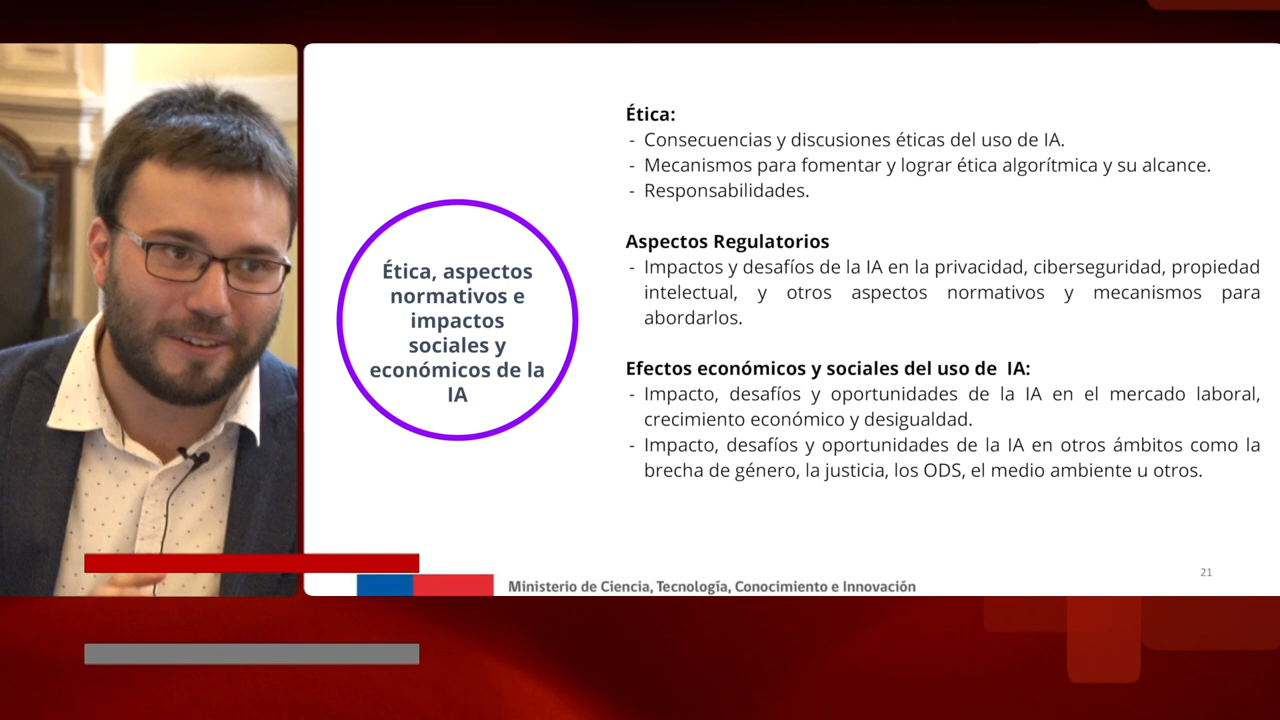 Ética, aspectos
normativos e
impactos
sociales y
económicos de la
IA
Ética:
- Consecuencias y discusiones éticas del uso de IA.
- Mecanismos para fomentar y lograr ética algorítmica y su alcance.
- Responsabilidades.
Aspectos Regulatorios
- Impactos y desafíos de la IA en la privacidad, ciberseguridad, propiedad
intelectual, y otros aspectos normativos y mecanismos para
abordarlos.
Efectos económicos y sociales del uso de IA:
- Impacto, desafíos y oportunidades de la IA en el mercado laboral,
crecimiento económico y desigualdad.
- Impacto, desafíos y oportunidades de la IA en otros ámbitos como la
brecha de género, la justicia, los ODS, el medio ambiente u otros.
21
Ministerio de Ciencia, Tecnología, Conocimiento e Innovación